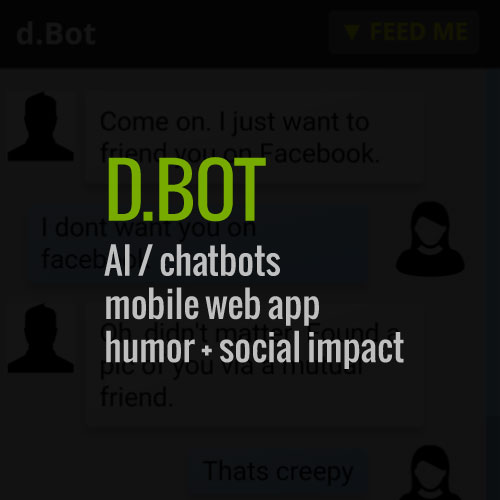 d.Bot
▼ FEED ME
Come on. I just want to
friend you on Facebook.
D.BOT
I dont want you on
facebook
AI / chatbots
mobile web app
Oh, didn't matter. Found a
humor + social impact
pic of you via a mutual
friend.
Thats creepy